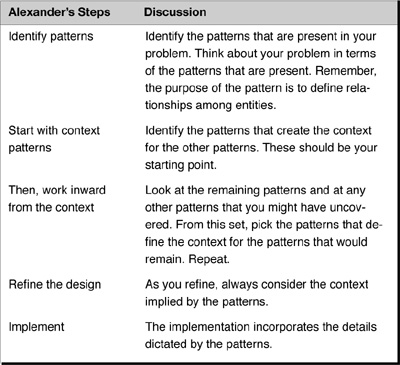 Alexander's Steps Discussion
Identify patterns Identify the patterns that are present in your
problem. Think about your problem in terms
of the patterns that are present. Remember,
the purpose of the pattern is to define rela-
tionships among entities.
Start with context Identify the patterns that create the context
patterns for the other patterns. These should be your
starting point.
Then, work inward Look at the remaining patterns and at any
from the context other patterns that you might have uncov-
ered. From this set, pick the patterns that de-
fine the context for the patterns that would
remain. Repeat.
Refine the design As you refine, always consider the context
implied by the patterns.
Implement The implementation incorporates the details
dictated by the patterns.